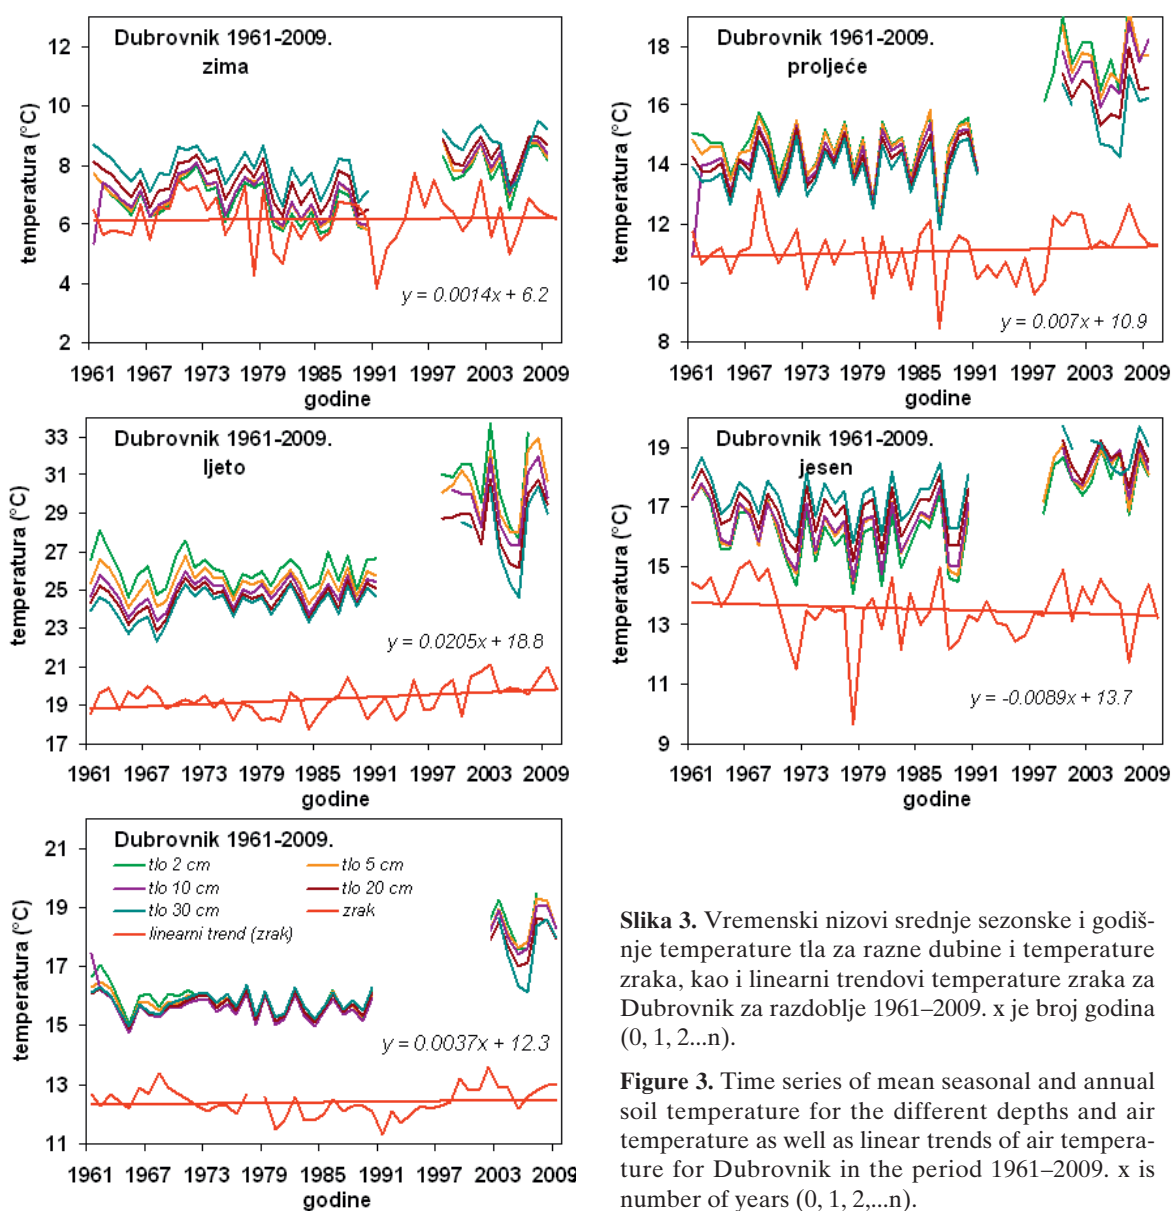 Dubrovnik 1961-2009.
zima
temperatura (°C)
12
10
8
6
4
2
y = 0.0014x + 6.2
1961 1967 1973 1979 1985 1991 1997 2003 2009
godine
Dubrovnik 1961-2009.
proljeće
temperatura (°C)
18
16
14
12
10
8
y = 0.007x + 10.9
1961 1967 1973 1979 1985 1991 1997 2003 2009
godine
Dubrovnik 1961-2009.
ljeto
temperatura (°C)
33
31
29
27
25
23
21
19
17
y = 0.0205x + 18.8
1961 1967 1973 1979 1985 1991 1997 2003 2009
godine
Dubrovnik 1961-2009.
jesen
temperatura (°C)
19
17
15
13
11
9
y = -0.0089x + 13.7
1961 1967 1973 1979 1985 1991 1997 2003 2009
godine
Dubrovnik 1961-2009.
tlo 2 cm
tlo 5 cm
tlo 10 cm
tlo 20 cm
tlo 30 cm
zrak
linearni trend (zrak)
temperatura (°C)
21
19
17
15
13
11
y = 0.0037x + 12.3
1961 1967 1973 1979 1985 1991 1997 2003 2009
godine
Slika 3. Vremenski nizovi srednje sezonske i godiš-
nje temperature tla za razne dubine i temperature
zraka, kao i linearni trendovi temperature zraka za
Dubrovnik za razdoblje 1961–2009. x je broj godina
(0, 1, 2...n).
Figure 3. Time series of mean seasonal and annual
soil temperature for the different depths and air
temperature as well as linear trends of air tempera-
ture for Dubrovnik in the period 1961–2009. x is
number of years (0, 1, 2,...n).